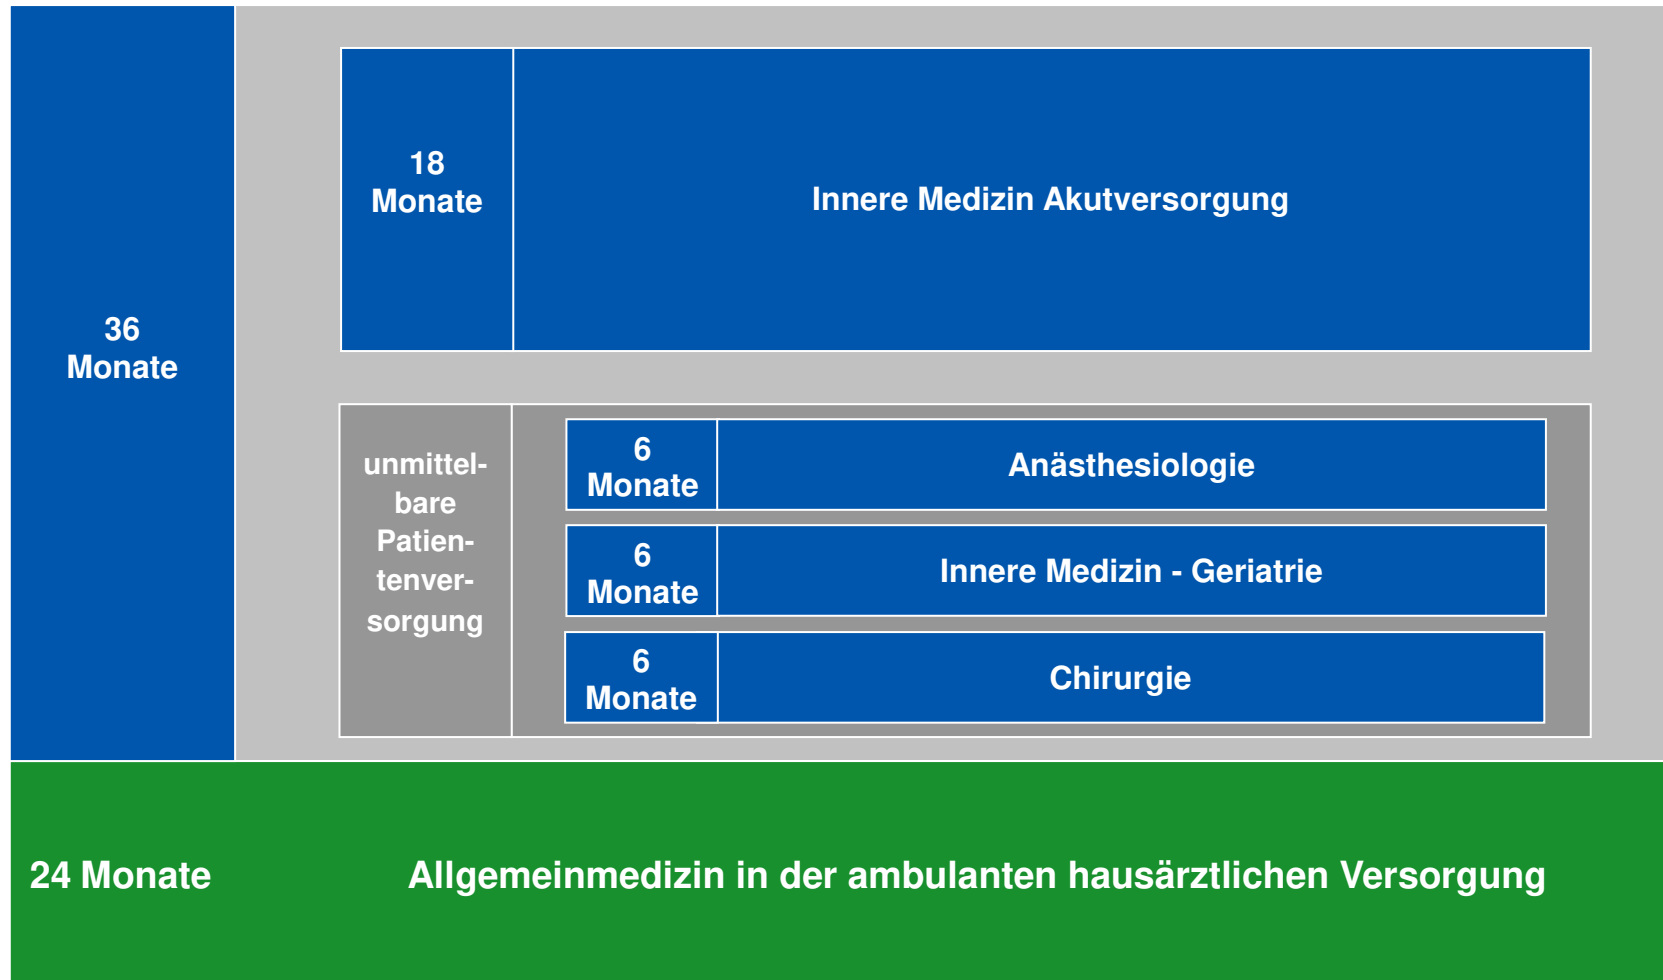 36
Monate
18
Monate
Innere Medizin Akutversorgung
unmittel-
bare
Patien-
tenver-
sorgung
6
Monate
Anästhesiologie
6
Monate
Innere Medizin - Geriatrie
6
Monate
Chirurgie
24 Monate
Allgemeinmedizin in der ambulanten hausärztlichen Versorgung